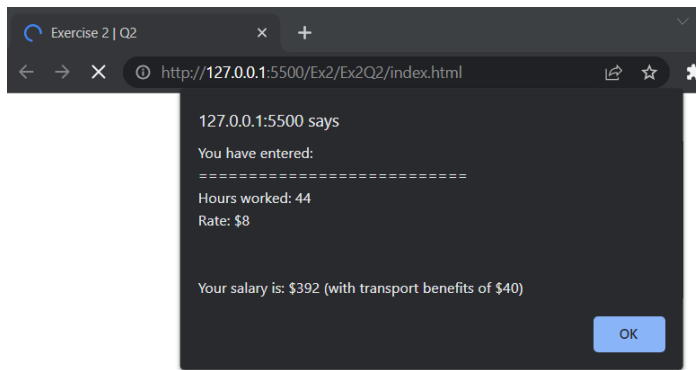 Exercise 2 | Q2
http://127.0.0.1:5500/Ex2/Ex2Q2/index.html
127.0.0.1:5500 says
You have entered:
===========================
Hours worked: 44
Rate: $8
Your salary is: $392 (with transport benefits of $40)
OK